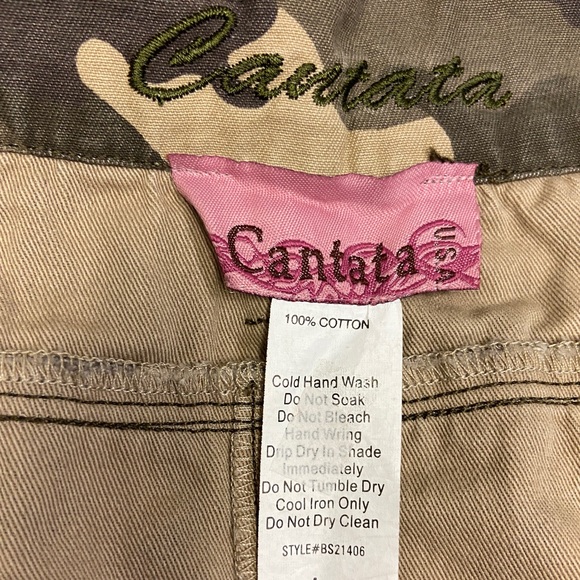 Cantata
Cantata
USA
100% COTTON
Cold Hand Wash
Do Not Soak
Do Not Bleach
Hand Wring
Drip Dry In Shade
Immediately
Do Not Tumble Dry
Cool Iron Only
Do Not Dry Clean
STYLE#BS21406